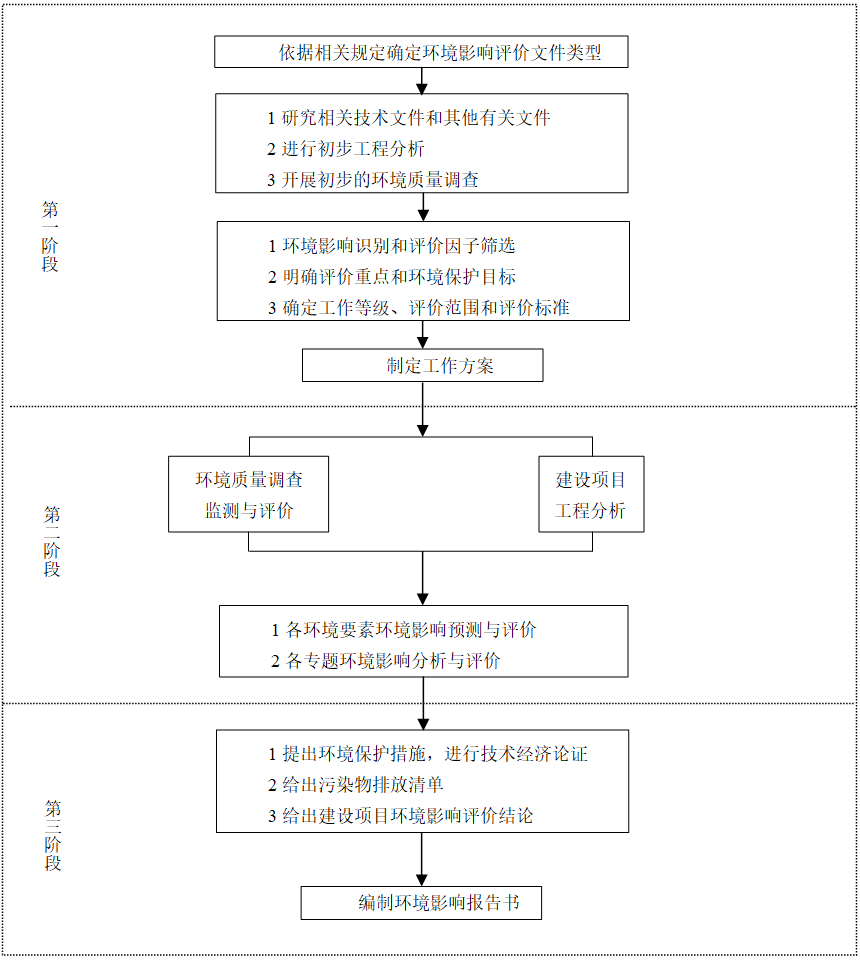 依据相关规定确定环境影响评价文件类型
1 研究相关技术文件和其他有关文件
2 进行初步工程分析
3 开展初步的环境质量调查
第一阶段
1 环境影响识别和评价因子筛选
2 明确评价重点和环境保护目标
3 确定工作等级、评价范围和评价标准
制定工作方案
环境质量调查
监测与评价
建设项目
工程分析
第二阶段
1 各环境要素环境影响预测与评价
2 各专题环境影响分析与评价
1 提出环境保护措施，进行技术经济论证
2 给出污染物排放清单
3 给出建设项目环境影响评价结论
第三阶段
编制环境影响报告书